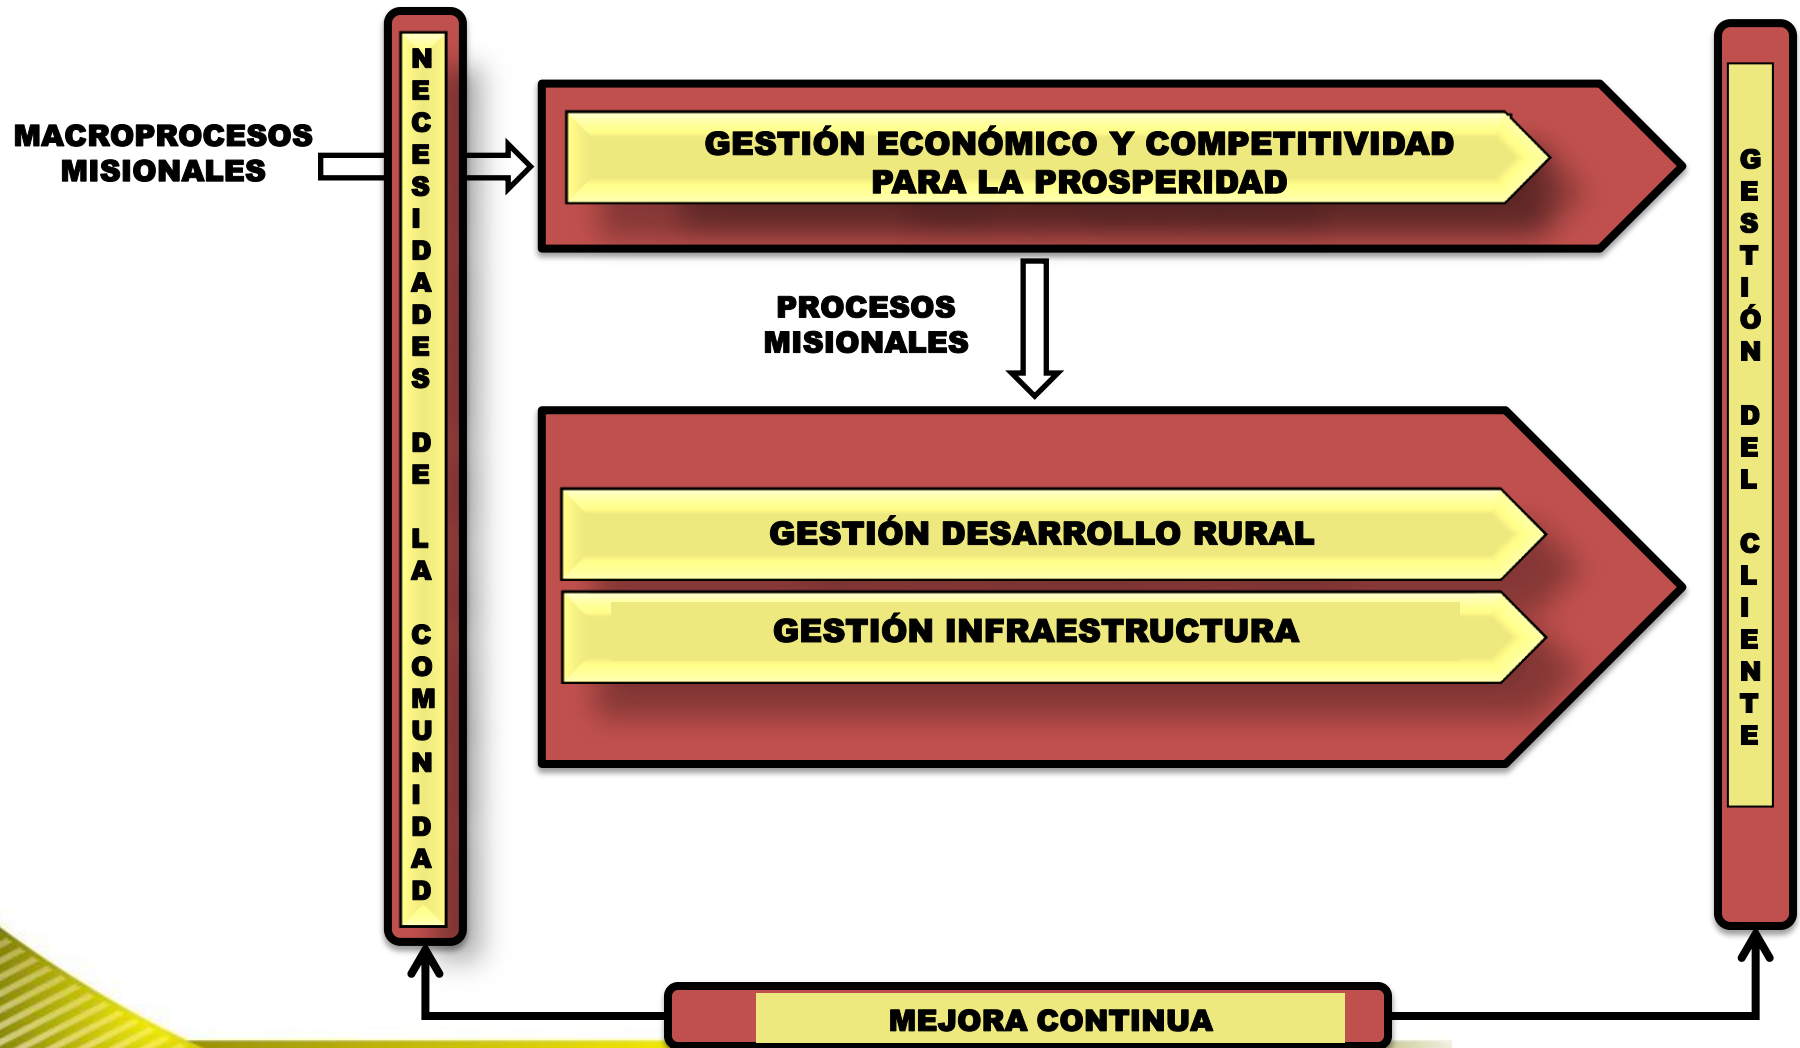 MACROPROCESOS
MISIONALES
NECESIDADES DE LA COMUNIDAD
GESTIÓN ECONÓMICO Y COMPETITIVIDAD
PARA LA PROSPERIDAD
PROCESOS
MISIONALES
GESTIÓN DESARROLLO RURAL
GESTIÓN INFRAESTRUCTURA
GESTIÓN DEL CLIENTE
MEJORA CONTINUA